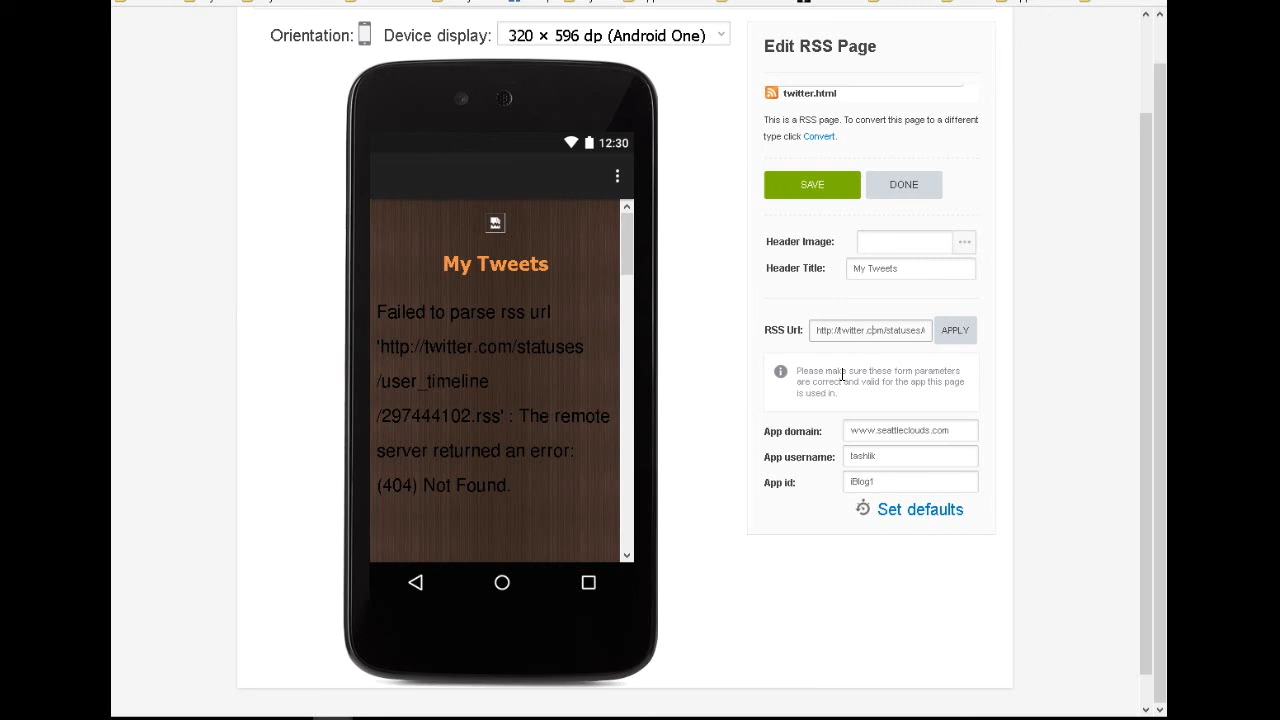 Orientation: Device display: 320 × 596 dp (Android One)
12:30
My Tweets
Failed to parse rss url
'http://twitter.com/statuses
/user_timeline
/297444102.rss' : The remote
server returned an error:
(404) Not Found.
Edit RSS Page
twitter.html
This is a RSS page. To convert this page to a different
type click Convert.
SAVE DONE
Header Image: ...
Header Title: My Tweets
RSS Url: http://twitter.com/statuses/ APPLY
Please make sure these form parameters
are correct and valid for the app this page
is used in.
App domain: www.seattleclouds.com
App username: tashlik
App id: iBlog1
Set defaults